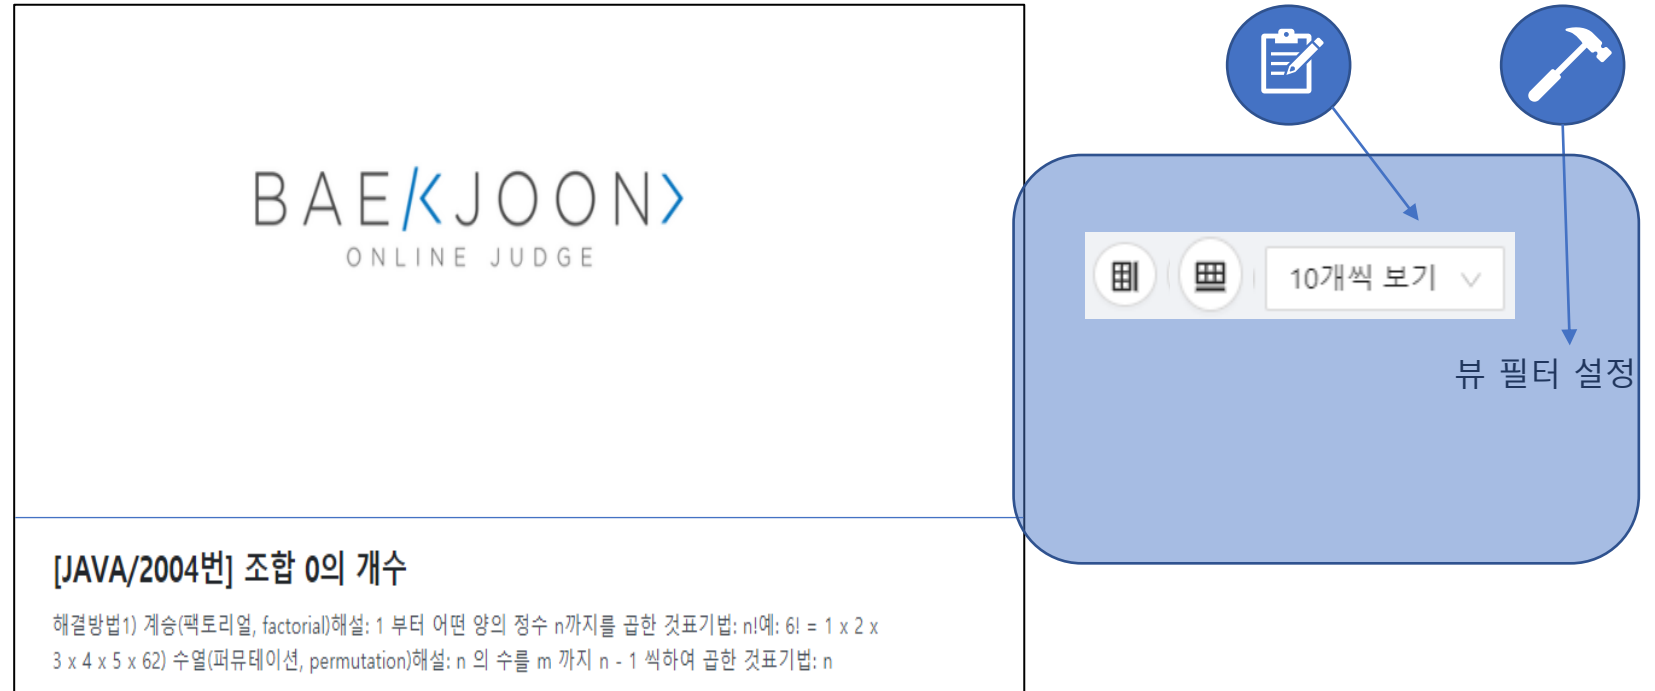 BAEKJOON>
ONLINE JUDGE
10개씩 보기
뷰 필터 설정
[JAVA/2004번] 조합 0의 개수
해결방법1) 계승(팩토리얼, factorial)해설: 1 부터 어떤 양의 정수 n까지를 곱한 것표기법: n!예: 6! = 1 x 2 x
3 x 4 x 5 x 62) 수열(퍼뮤테이션, permutation)해설: n 의 수를 m 까지 n - 1 씩하여 곱한 것표기법: n